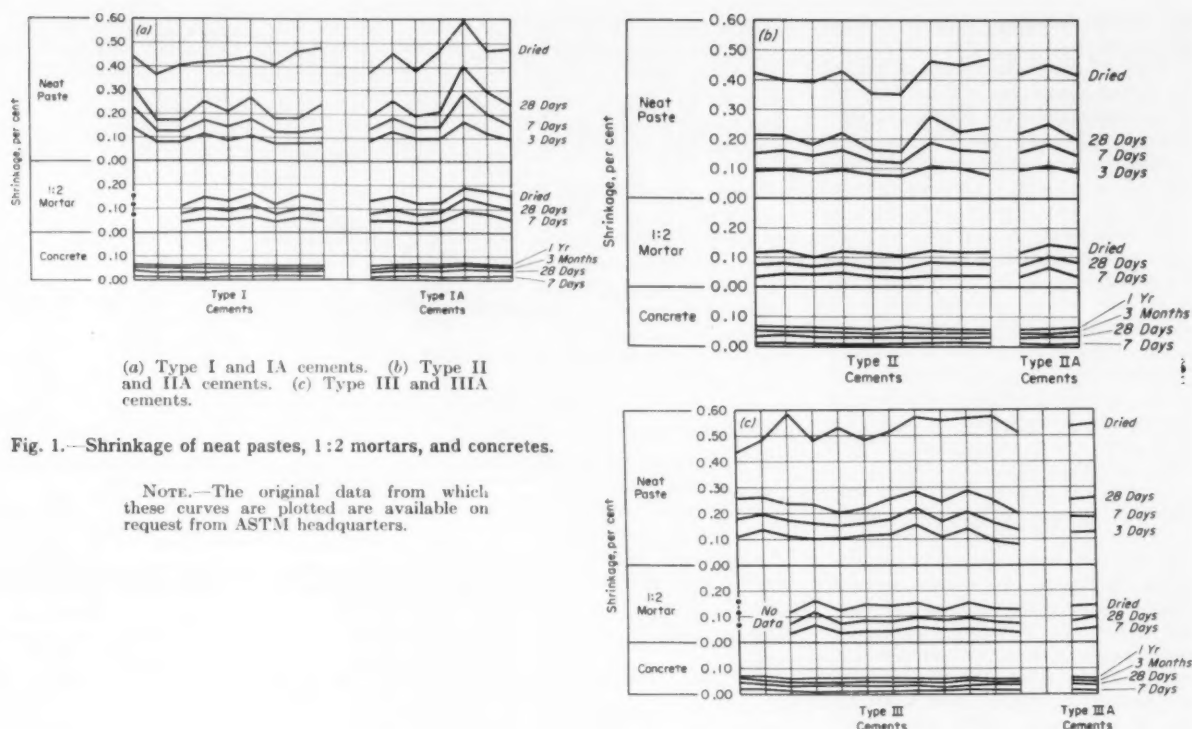 (a)
0.60
0.50
0.40
0.30
0.20
0.10
0.00
0.20
0.10
0.00
0.10
0.00
Shrinkage, per cent
Neat
Paste
1:2
Mortar
Concrete
Dried
28 Days
7 Days
3 Days
Dried
28 Days
7 Days
1 Yr
3 Months
28 Days
7 Days
Type I
Cements
Type IA
Cements
(b)
0.60
0.50
0.40
0.30
0.20
0.10
0.00
0.20
0.10
0.00
0.10
0.00
Shrinkage, per cent
Neat
Paste
1:2
Mortar
Concrete
Dried
28 Days
7 Days
3 Days
Dried
28 Days
7 Days
1 Yr
3 Months
28 Days
7 Days
Type II
Cements
Type IIA
Cements
(a) Type I and IA cements. (b) Type II
and IIA cements. (c) Type III and IIIA
cements.
Fig. 1.—Shrinkage of neat pastes, 1:2 mortars, and concretes.
NOTE.—The original data from which
these curves are plotted are available on
request from ASTM headquarters.
(c)
0.60
0.50
0.40
0.30
0.20
0.10
0.00
0.20
0.10
0.00
0.10
0.00
Shrinkage, per cent
Neat
Paste
1:2
Mortar
Concrete
No
Data
Dried
28 Days
7 Days
3 Days
Dried
28 Days
7 Days
1 Yr
3 Months
28 Days
7 Days
Type III
Cements
Type III A
Cements